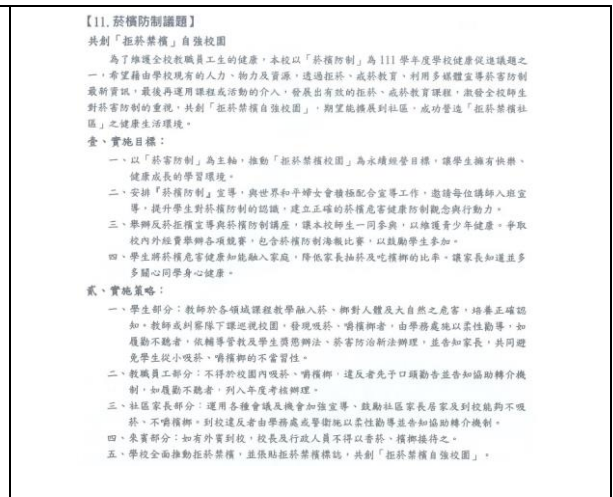 【11. 菸檳防制議題】
共創「拒菸禁檳」自強校園
為了維護全校教職員工生的健康，本校以「菸檳防制」為 111 學年度學校健康促進議題之
一，希望藉由學校現有的人力、物力及資源，透過拒菸、戒菸教育，利用多媒體宣導菸害防制
最新資訊，最後再運用課程或活動的介入，發展出有效的拒菸、戒菸教育課程，激發全校師生
對菸害防制的重視，共創「拒菸禁檳自強校園」，期望能擴展到社區，成功營造「拒菸禁檳社
區」之健康生活環境。
壹、實施目標：
一、以「菸害防制」為主軸，推動「拒菸禁檳校園」為永續經營目標，讓學生擁有快樂、
健康成長的學習環境。
二、安排『菸檳防制』宣導，與世界和平婦女會積極配合宣導工作，邀請每位講師入班宣
導，提升學生對菸檳防制的認識，建立正確的菸檳危害健康防制觀念與行動力。
三、舉辦反菸拒檳宣導與菸檳防制講座，讓本校師生一同參與，以維護青少年健康。爭取
校內外經費舉辦各項競賽，包含菸檳防制海報比賽，以鼓勵學生參加。
四、學生將菸檳危害健康知能融入家庭，降低家長抽菸及吃檳榔的比率。讓家長知道並多
多關心同學身心健康。
貳、實施策略：
一、學生部分：教師於各領域課程教學融入菸、榔對人體及大自然之危害，培養正確認
知。教師或糾察隊下課巡視校園，發現吸菸、嚼檳榔者，由學務處施以柔性勸導，如
屢勸不聽者，依輔導管教及學生獎懲辦法、菸害防治新法辦理，並告知家長，共同避
免學生從小吸菸、嚼檳榔的不當習性。
二、教職員工部分：不得於校園內吸菸、嚼檳榔，違反者先予口頭勸告並告知協助轉介機
制，如屢勸不聽者，列入年度考核辦理。
三、社區家長部分：運用各種會議及機會加強宣導、鼓勵社區家長居家及到校能夠不吸
菸、不嚼檳榔。到校違反者由學務處或警衛施以柔性勸導並告知協助轉介機制。
四、來賓部分：如有外賓到校，校長及行政人員不得以香菸、檳榔接待之。
五、學校全面推動拒菸禁檳，並張貼拒菸禁檳標誌，共創「拒菸禁檳自強校園」。